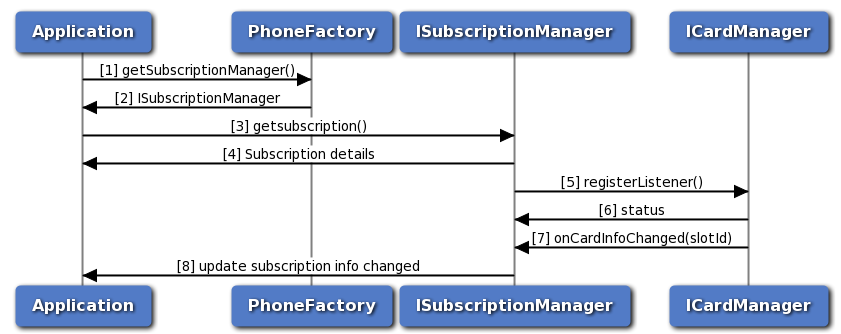 Application PhoneFactory ISubscriptionManager ICardManager
[1] getSubscriptionManager()
[2] ISubscriptionManager
[3] getsubscription()
[4] Subscription details
[5] registerListener()
[6] status
[7] onCardInfoChanged(slotId)
[8] update subscription info changed
Application PhoneFactory ISubscriptionManager ICardManager